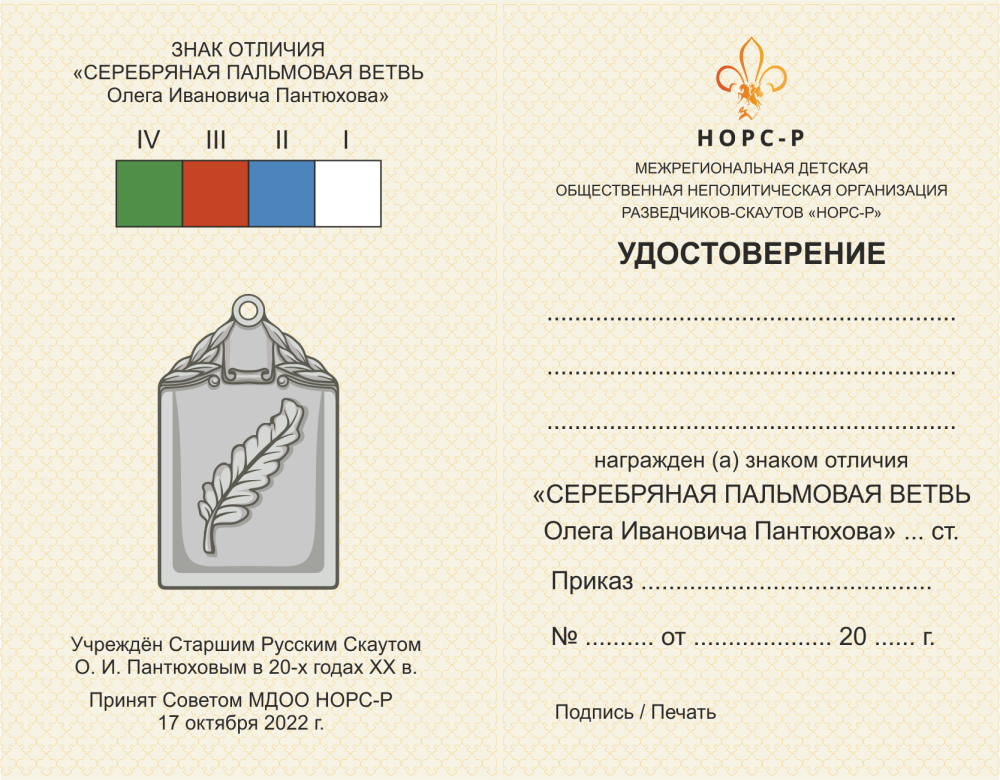 ЗНАК ОТЛИЧИЯ
«СЕРЕБРЯНАЯ ПАЛЬМОВАЯ ВЕТВЬ
Олега Ивановича Пантюхова»
IV III II I
Учреждён Старшим Русским Скаутом
О. И. Пантюховым в 20-х годах XX в.
Принят Советом МДОО НОРС-Р
17 октября 2022 г.
НОРС-Р
МЕЖРЕГИОНАЛЬНАЯ ДЕТСКАЯ
ОБЩЕСТВЕННАЯ НЕПОЛИТИЧЕСКАЯ ОРГАНИЗАЦИЯ
РАЗВЕДЧИКОВ-СКАУТОВ «НОРС-Р»
УДОСТОВЕРЕНИЕ
............................................................
............................................................
............................................................
награжден (а) знаком отличия
«СЕРЕБРЯНАЯ ПАЛЬМОВАЯ ВЕТВЬ
Олега Ивановича Пантюхова» ... ст.
Приказ ..........................................
№ .......... от .................... 20 ...... г.
Подпись / Печать